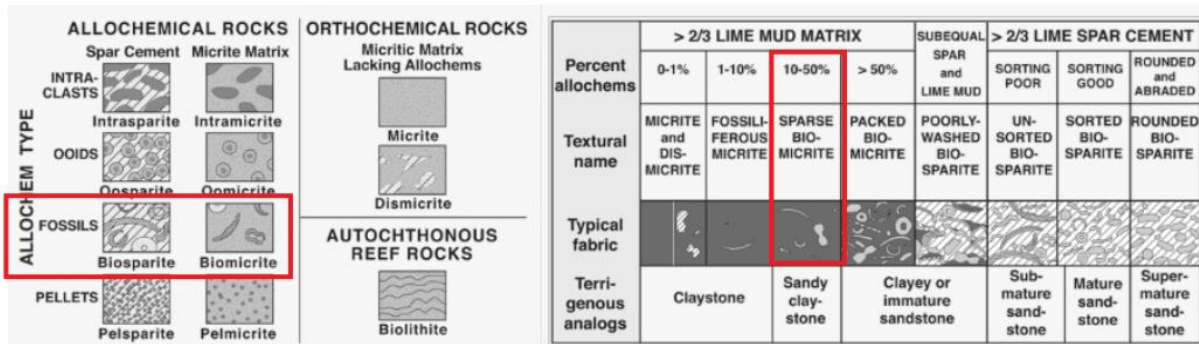 ALLOCHEMICAL ROCKS
Spar Cement Micrite Matrix
ALLOCHEM TYPE
INTRA-
CLASTS
Intrasparite Intramicrite
OOIDS
Oosparite Oomicrite
FOSSILS
Biosparite Biomicrite
PELLETS
Pelsparite Pelmicrite
ORTHOCHEMICAL ROCKS
Micritic Matrix
Lacking Allochems
Micrite
Dismicrite
AUTOCHTHONOUS
REEF ROCKS
Biolithite
> 2/3 LIME MUD MATRIX
SUBEQUAL
SPAR
and
LIME MUD
> 2/3 LIME SPAR CEMENT
Percent
allochems
0-1%
1-10%
10-50%
> 50%
SORTING
POOR
SORTING
GOOD
ROUNDED
and
ABRADED
Textural
name
MICRITE
and
DIS-
MICRITE
FOSSILI-
FEROUS
MICRITE
SPARSE
BIO-
MICRITE
PACKED
BIO-
MICRITE
POORLY-
WASHED
BIO-
SPARITE
UN-
SORTED
BIO-
SPARITE
SORTED
BIO-
SPARITE
ROUNDED
BIO-
SPARITE
Typical
fabric
Terri-
genous
analogs
Claystone
Sandy
clay-
stone
Clayey or
immature
sandstone
Sub-
mature
sand-
stone
Mature
sand-
stone
Super-
mature
sand-
stone